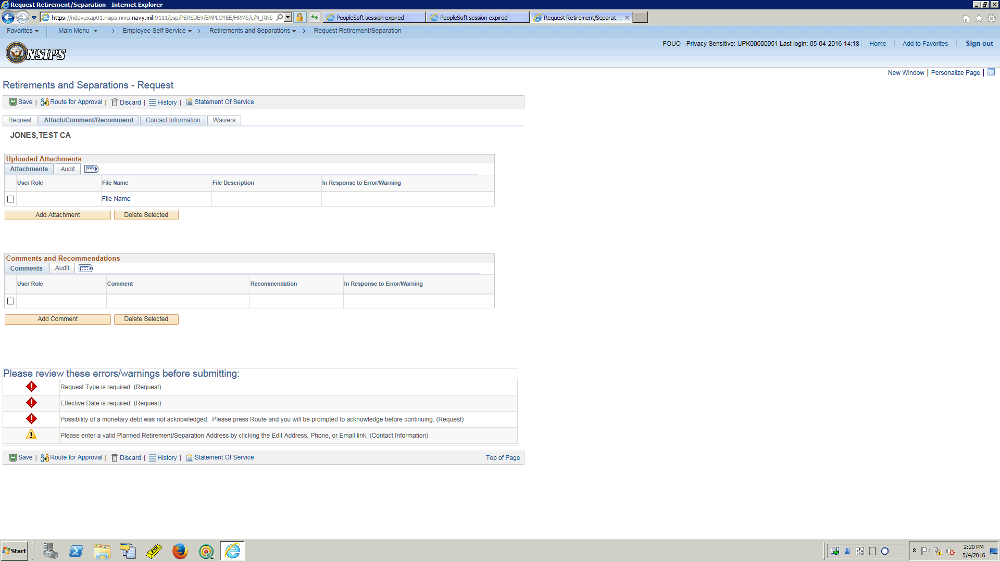 Request Retirement/Separation - Internet Explorer
https://ndevuxap01.nsips.nmci.navy.mil:9111/psp/PERSDEV/EMPLOYEE/HRMS/c/N_RNS_
PeopleSoft session expired
PeopleSoft session expired
Request Retirement/Separat...
Favorites
Main Menu > Employee Self Service > Retirements and Separations > Request Retirement/Separation
NSIPS
FOUO - Privacy Sensitive: UPK00000051 Last login: 05-04-2016 14:18
Home
Add to Favorites
Sign out
New Window | Personalize Page |
Retirements and Separations - Request
Save | Route for Approval | Discard | History | Statement Of Service
Request
Attach/Comment/Recommend
Contact Information
Waivers
JONES,TEST CA
Uploaded Attachments
Attachments
Audit
User Role
File Name
File Description
In Response to Error/Warning
File Name
Add Attachment
Delete Selected
Comments and Recommendations
Comments
Audit
User Role
Comment
Recommendation
In Response to Error/Warning
Add Comment
Delete Selected
Please review these errors/warnings before submitting:
Request Type is required. (Request)
Effective Date is required. (Request)
Possibility of a monetary debt was not acknowledged.  Please press Route and you will be prompted to acknowledge before continuing. (Request)
Please enter a valid Planned Retirement/Separation Address by clicking the Edit Address, Phone, or Email link. (Contact Information)
Save | Route for Approval | Discard | History | Statement Of Service
Top of Page
Start
2:20 PM
5/4/2016